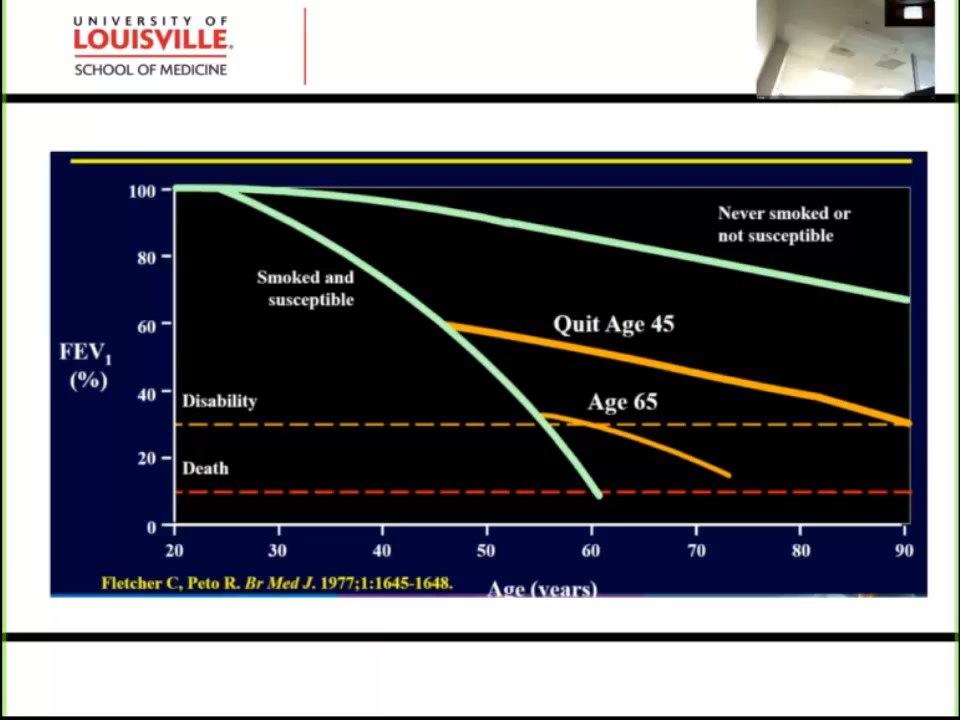 UNIVERSITY OF
LOUISVILLE.
SCHOOL OF MEDICINE
100
80
60
40
20
0
FEV1
(%)
Never smoked or
not susceptible
Smoked and
susceptible
Quit Age 45
Age 65
Disability
Death
20 30 40 50 60 70 80 90
Fletcher C, Peto R. Br Med J. 1977;1:1645-1648.
Age (years)